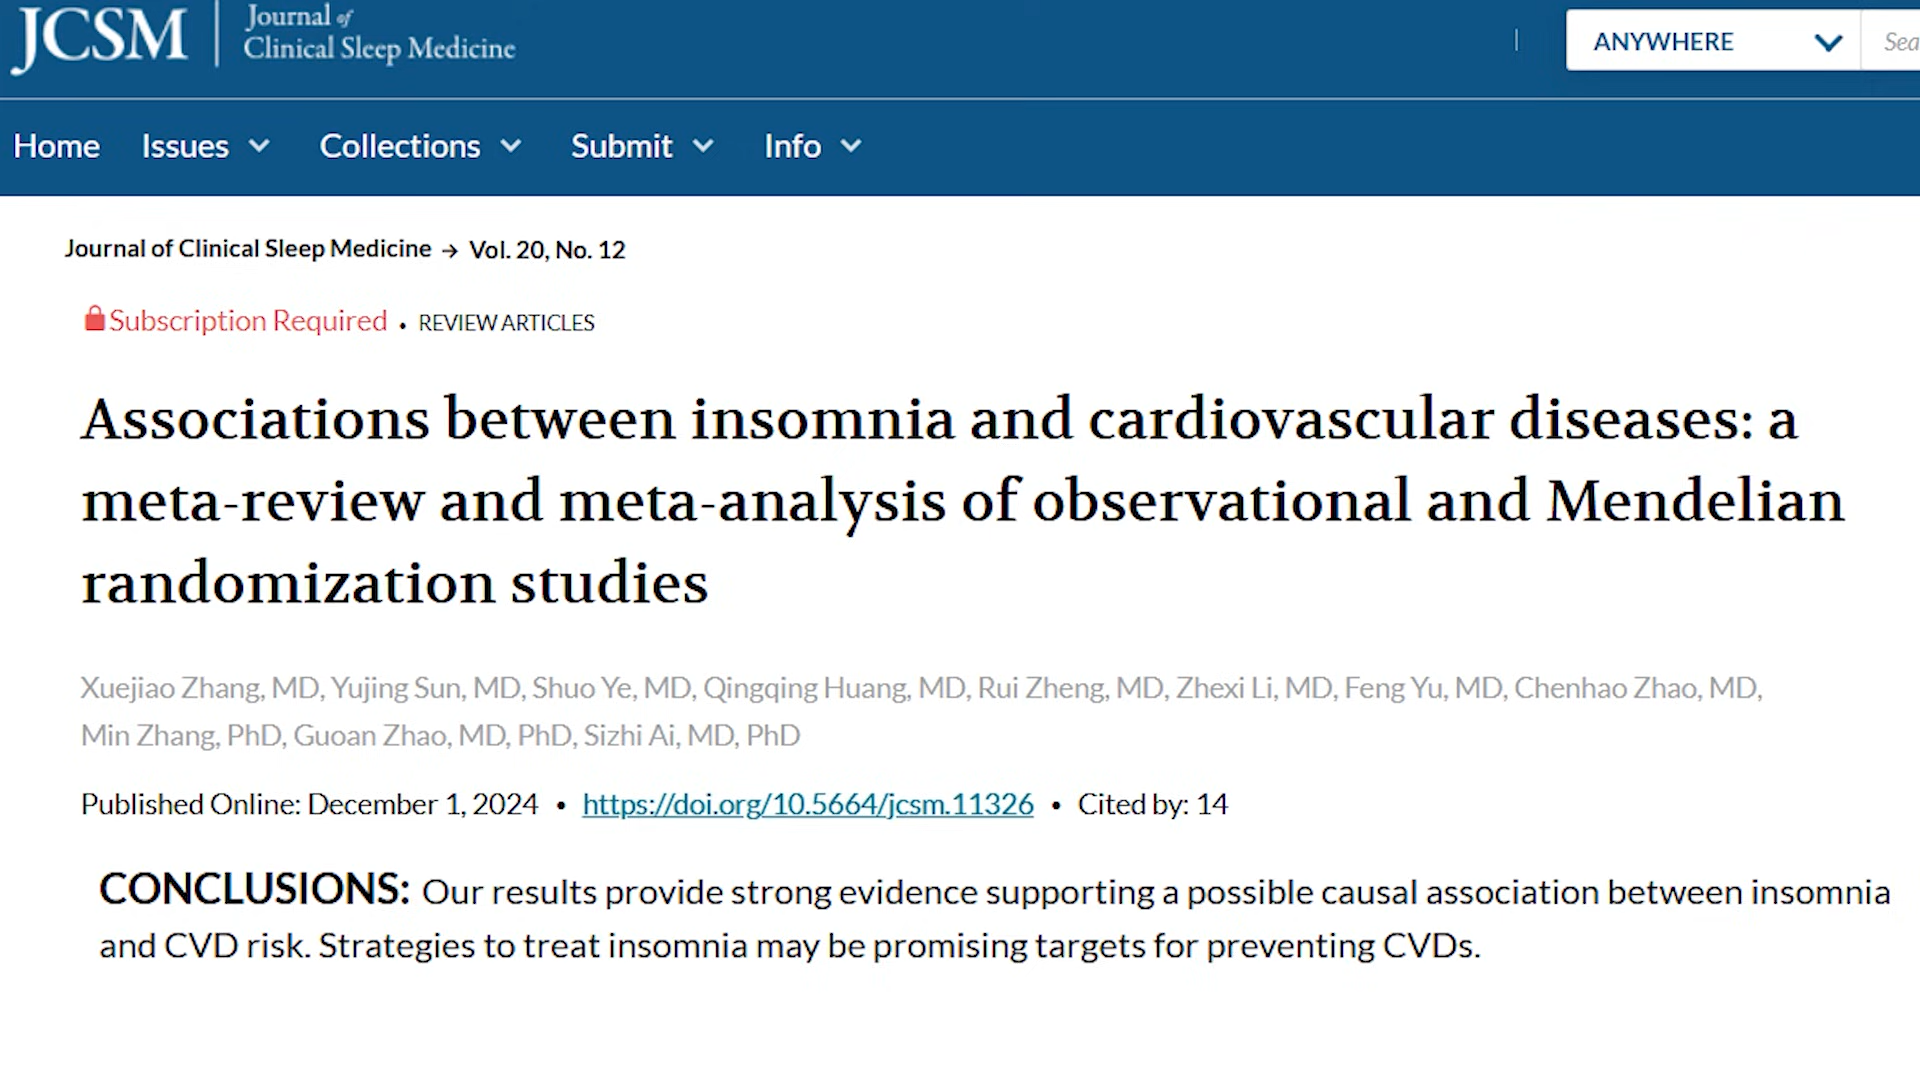 JCSM
Journal of
Clinical Sleep Medicine
ANYWHERE
Home Issues Collections Submit Info
Journal of Clinical Sleep Medicine → Vol. 20, No. 12
Subscription Required • REVIEW ARTICLES
Associations between insomnia and cardiovascular diseases: a
meta-review and meta-analysis of observational and Mendelian
randomization studies
Xuejiao Zhang, MD, Yujing Sun, MD, Shuo Ye, MD, Qingqing Huang, MD, Rui Zheng, MD, Zhexi Li, MD, Feng Yu, MD, Chenhao Zhao, MD,
Min Zhang, PhD, Guoan Zhao, MD, PhD, Sizhi Ai, MD, PhD
Published Online: December 1, 2024 • https://doi.org/10.5664/jcsm.11326 • Cited by: 14
CONCLUSIONS: Our results provide strong evidence supporting a possible causal association between insomnia
and CVD risk. Strategies to treat insomnia may be promising targets for preventing CVDs.